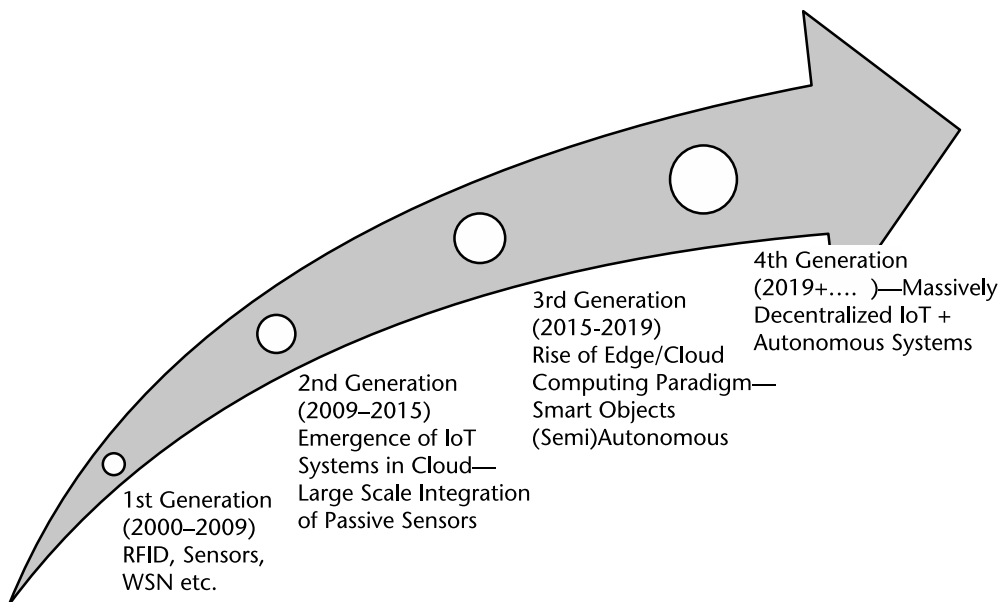 1st Generation
(2000–2009)
RFID, Sensors,
WSN etc.
2nd Generation
(2009–2015)
Emergence of IoT
Systems in Cloud—
Large Scale Integration
of Passive Sensors
3rd Generation
(2015-2019)
Rise of Edge/Cloud
Computing Paradigm—
Smart Objects
(Semi)Autonomous
4th Generation
(2019+.... )—Massively
Decentralized IoT +
Autonomous Systems